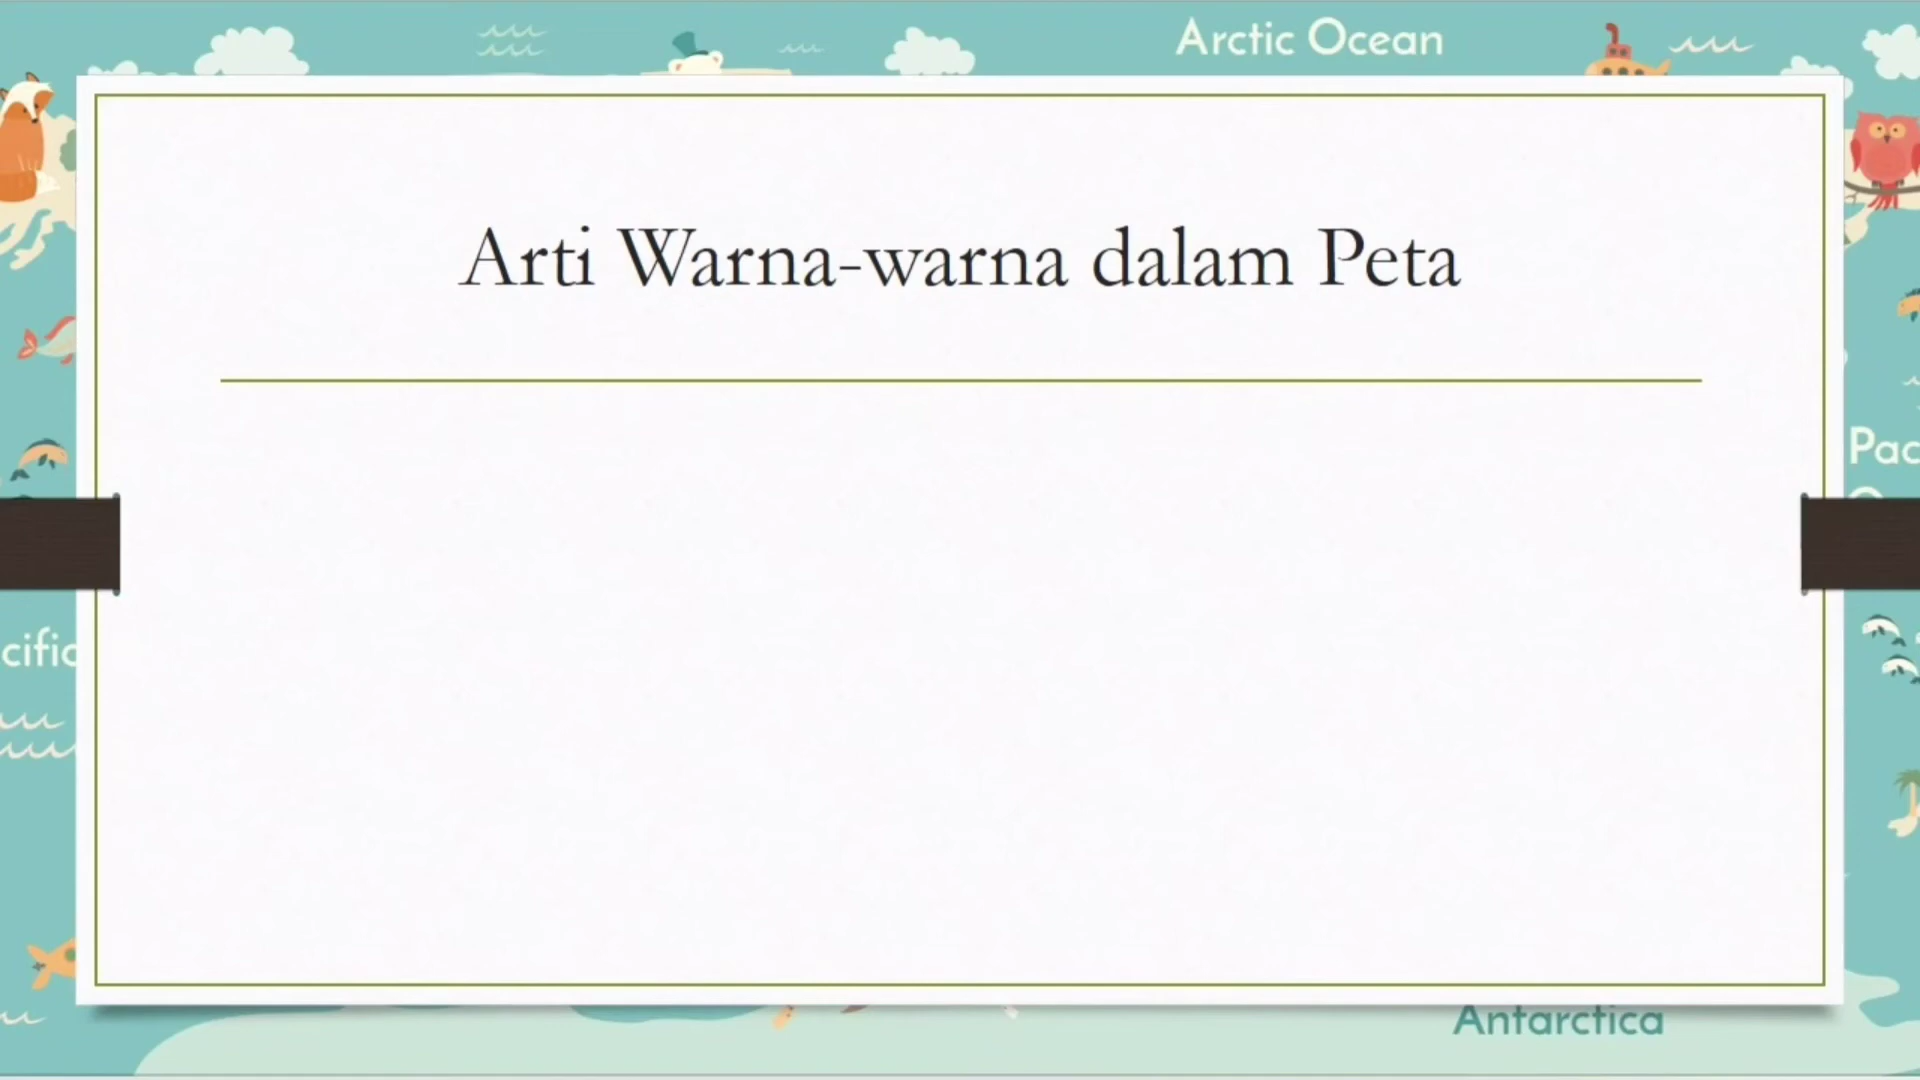 Arctic Ocean
Arti Warna-warna dalam Peta
Pac
cific
Antarctica